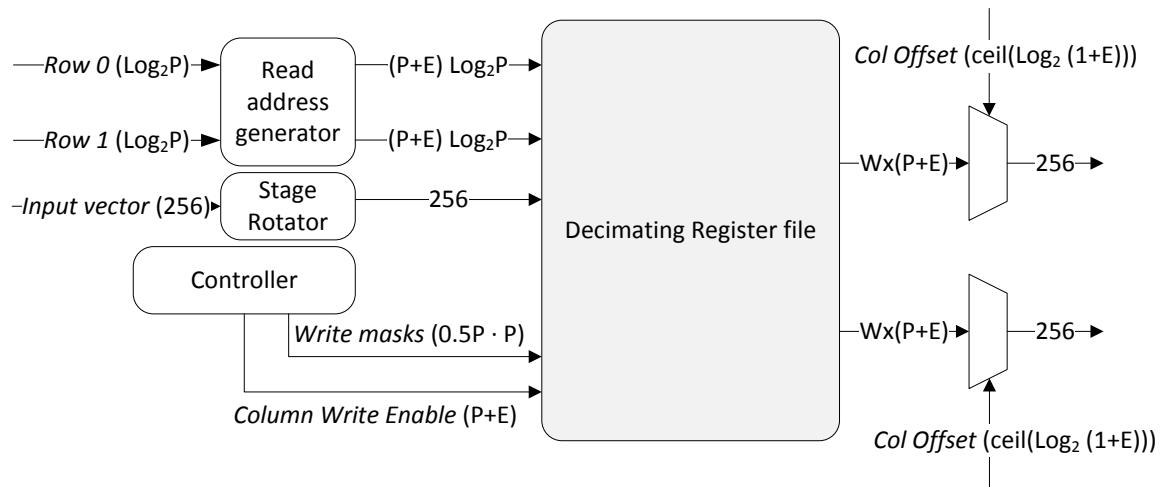 Col Offset (ceil(Log₂ (1+E)))
Row 0 (Log₂P)
Read
address
generator
(P+E) Log₂P
Row 1 (Log₂P)
(P+E) Log₂P
Wx(P+E)
256
Input vector (256)
Stage
Rotator
256
Decimating Register file
Controller
Write masks (0.5P · P)
Column Write Enable (P+E)
Wx(P+E)
256
Col Offset (ceil(Log₂ (1+E)))